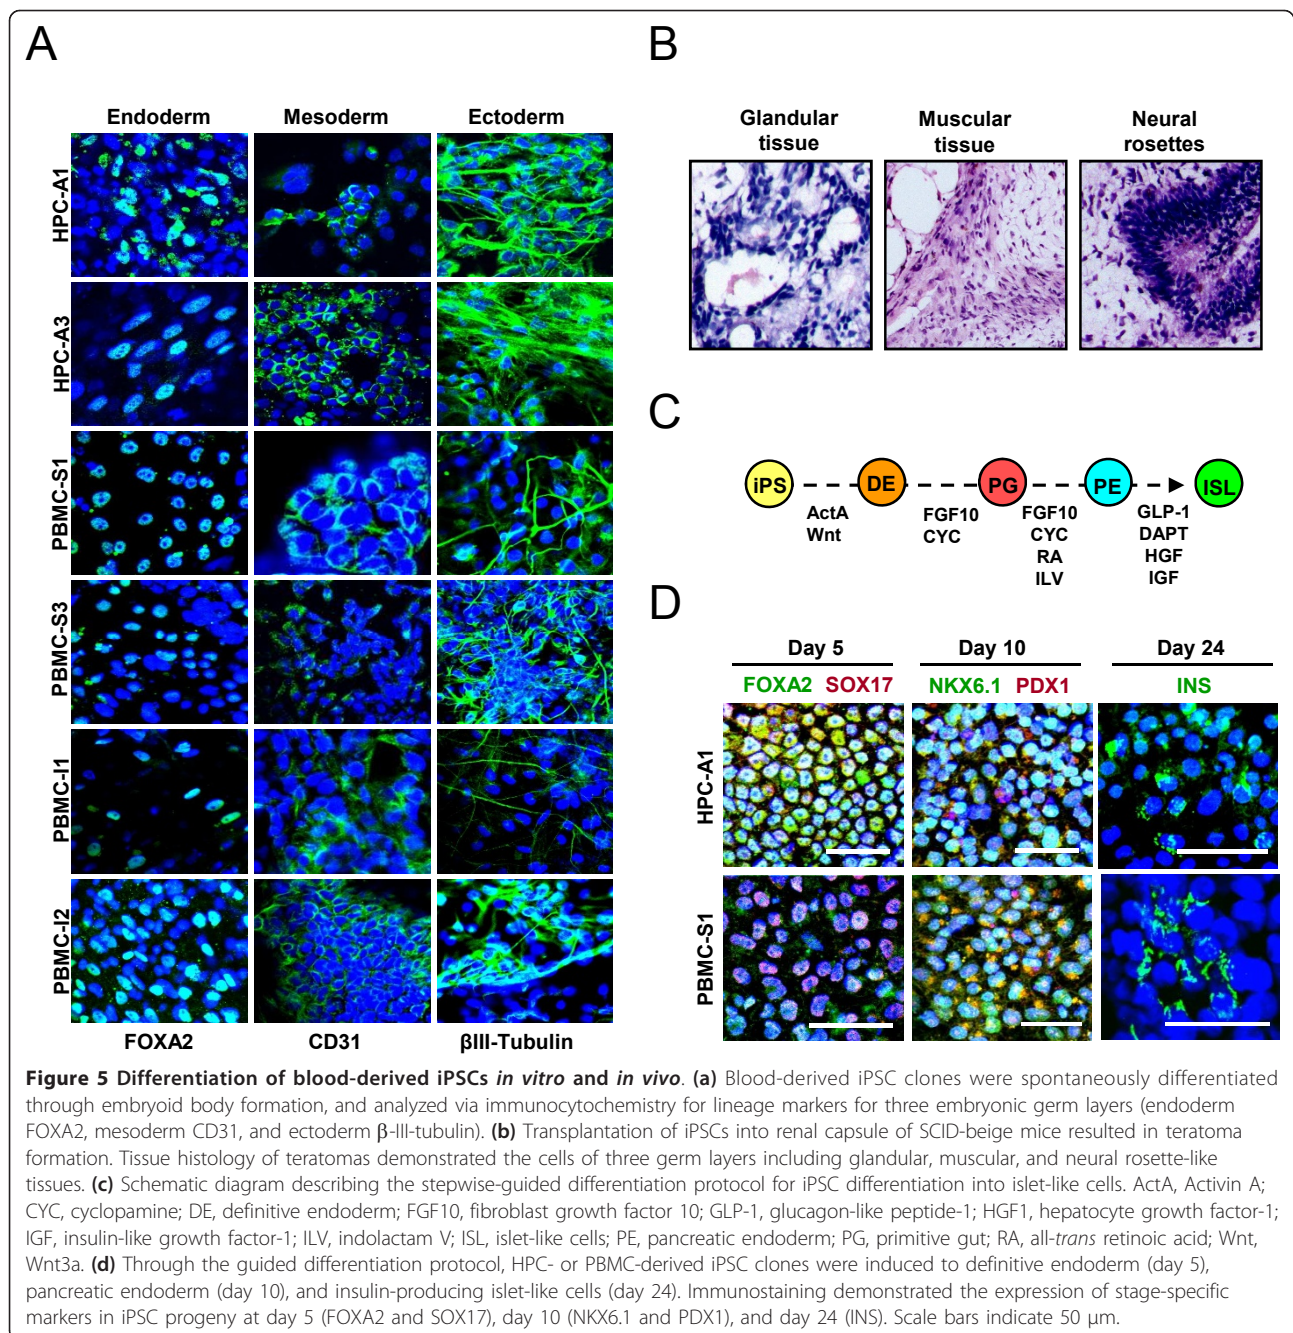 A
Endoderm Mesoderm Ectoderm
HPC-A1
HPC-A3
PBMC-S1
PBMC-S3
PBMC-I1
PBMC-I2
FOXA2 CD31 βIII-Tubulin
B
Glandular tissue
Muscular tissue
Neural rosettes
C
iPS DE PG PE ISL
ActA
Wnt
FGF10
CYC
FGF10
CYC
RA
ILV
GLP-1
DAPT
HGF
IGF
D
Day 5 Day 10 Day 24
FOXA2 SOX17 NKX6.1 PDX1 INS
HPC-A1
PBMC-S1
Figure 5 Differentiation of blood-derived iPSCs in vitro and in vivo. (a) Blood-derived iPSC clones were spontaneously differentiated
through embryoid body formation, and analyzed via immunocytochemistry for lineage markers for three embryonic germ layers (endoderm
FOXA2, mesoderm CD31, and ectoderm β-III-tubulin). (b) Transplantation of iPSCs into renal capsule of SCID-beige mice resulted in teratoma
formation. Tissue histology of teratomas demonstrated the cells of three germ layers including glandular, muscular, and neural rosette-like
tissues. (c) Schematic diagram describing the stepwise-guided differentiation protocol for iPSC differentiation into islet-like cells. ActA, Activin A;
CYC, cyclopamine; DE, definitive endoderm; FGF10, fibroblast growth factor 10; GLP-1, glucagon-like peptide-1; HGF1, hepatocyte growth factor-1;
IGF, insulin-like growth factor-1; ILV, indolactam V; ISL, islet-like cells; PE, pancreatic endoderm; PG, primitive gut; RA, all-trans retinoic acid; Wnt,
Wnt3a. (d) Through the guided differentiation protocol, HPC- or PBMC-derived iPSC clones were induced to definitive endoderm (day 5),
pancreatic endoderm (day 10), and insulin-producing islet-like cells (day 24). Immunostaining demonstrated the expression of stage-specific
markers in iPSC progeny at day 5 (FOXA2 and SOX17), day 10 (NKX6.1 and PDX1), and day 24 (INS). Scale bars indicate 50 μm.